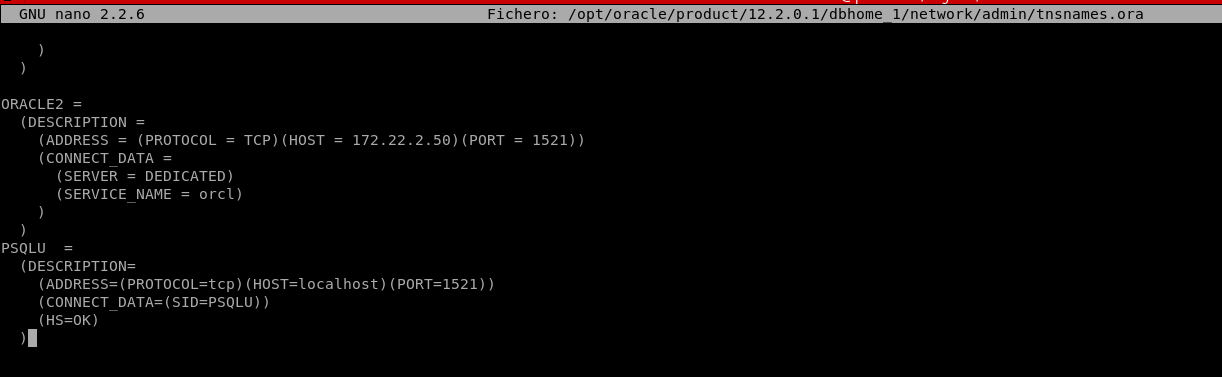 GNU nano 2.2.6 Fichero: /opt/oracle/product/12.2.0.1/dbhome_1/network/admin/tnsnames.ora
    )
  )
ORACLE2 =
  (DESCRIPTION =
    (ADDRESS = (PROTOCOL = TCP)(HOST = 172.22.2.50)(PORT = 1521))
    (CONNECT_DATA =
      (SERVER = DEDICATED)
      (SERVICE_NAME = orcl)
    )
  )
PSQLU  =
  (DESCRIPTION=
    (ADDRESS=(PROTOCOL=tcp)(HOST=localhost)(PORT=1521))
    (CONNECT_DATA=(SID=PSQLU))
    (HS=OK)
  )